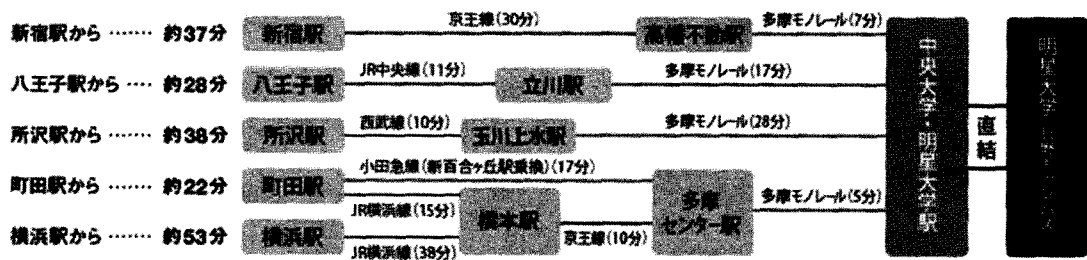 新宿駅から ‥‥‥ 約37分 新宿駅 京王線(30分) 高幡不動駅 多摩モノレール(7分)
八王子駅から ‥‥ 約28分 八王子駅 JR中央線(11分) 立川駅 多摩モノレール(17分)
所沢駅から ‥‥‥ 約38分 所沢駅 西武線(10分) 玉川上水駅 多摩モノレール(28分)
町田駅から ‥‥‥ 約22分 町田駅 小田急線(新百合ヶ丘駅乗換)(17分)
JR横浜線(15分) 橋本駅 京王線(10分) 多摩センター駅 多摩モノレール(5分)
横浜駅から ‥‥‥ 約53分 横浜駅 JR横浜線(38分)
中央大学・明星大学駅
直結
明星大学